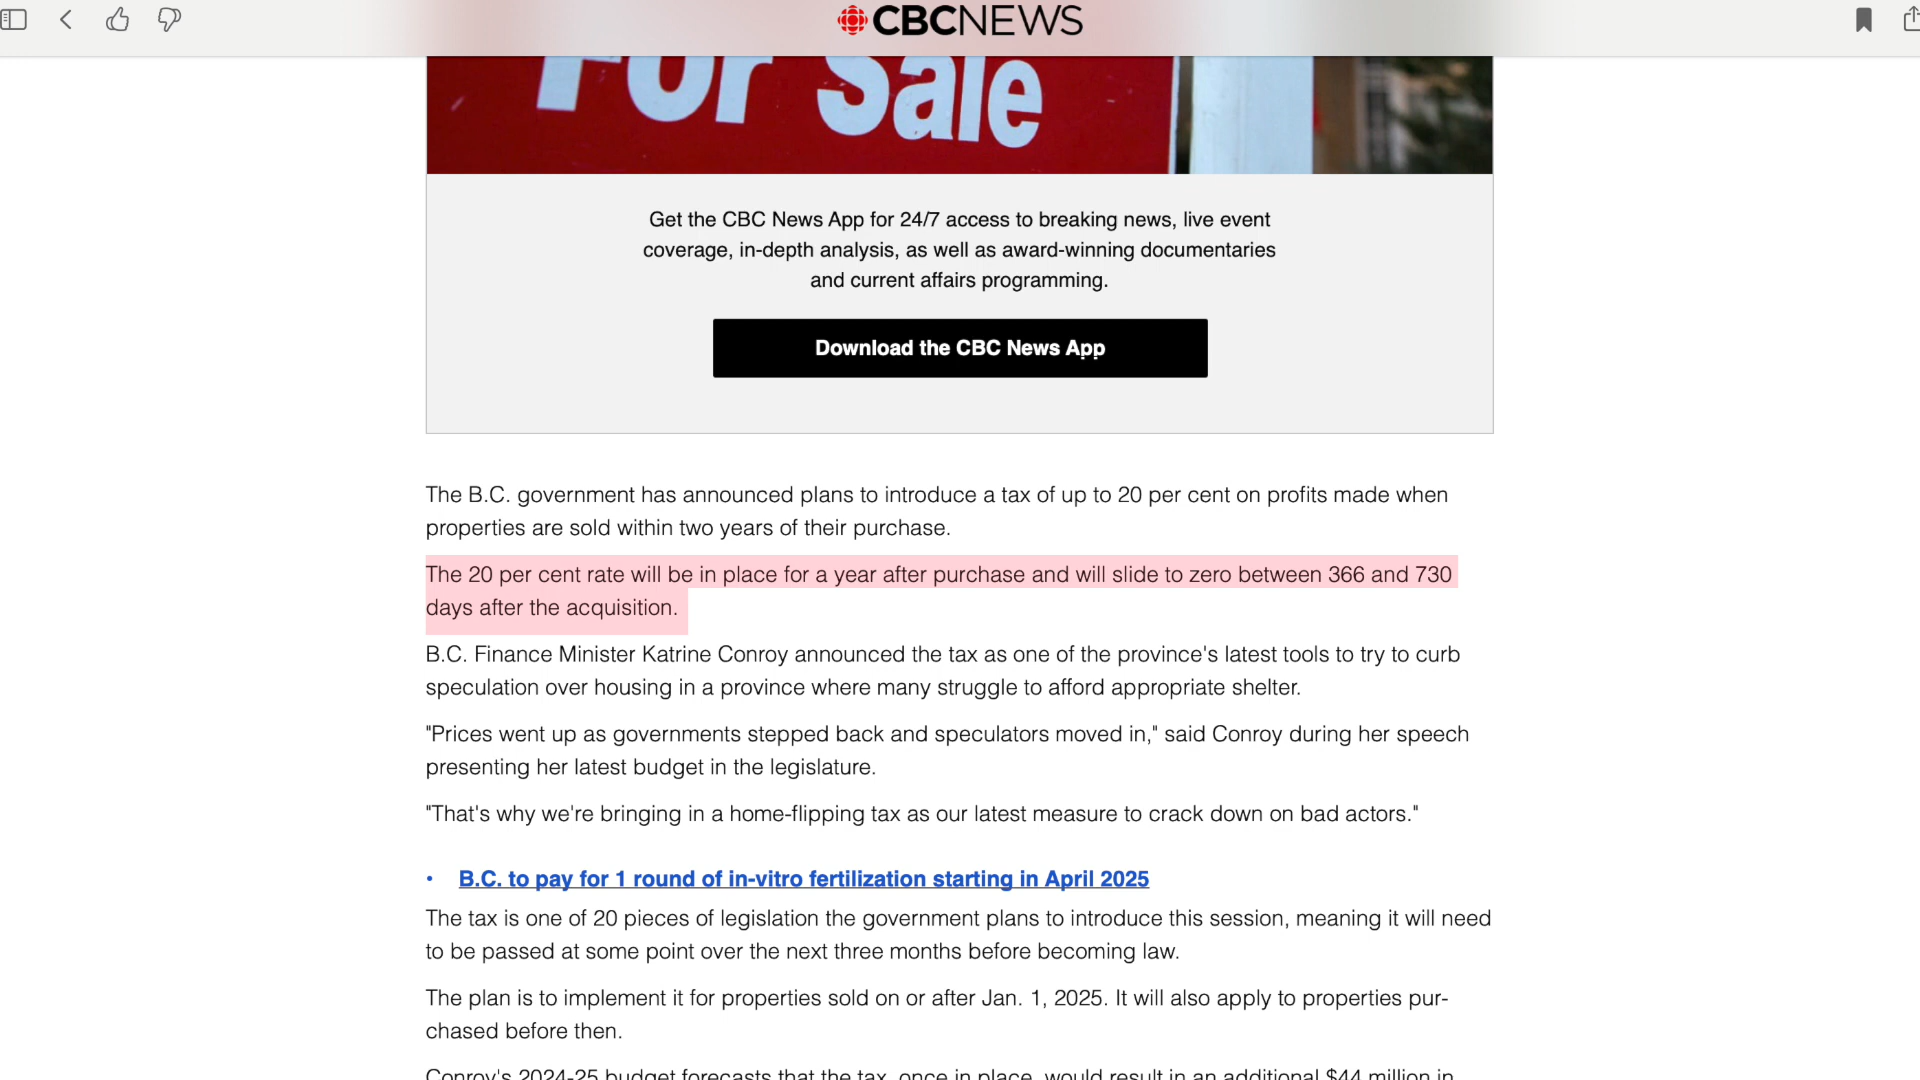 CBCNEWS
For Sale
Get the CBC News App for 24/7 access to breaking news, live event
coverage, in-depth analysis, as well as award-winning documentaries
and current affairs programming.
Download the CBC News App
The B.C. government has announced plans to introduce a tax of up to 20 per cent on profits made when
properties are sold within two years of their purchase.
The 20 per cent rate will be in place for a year after purchase and will slide to zero between 366 and 730
days after the acquisition.
B.C. Finance Minister Katrine Conroy announced the tax as one of the province's latest tools to try to curb
speculation over housing in a province where many struggle to afford appropriate shelter.
"Prices went up as governments stepped back and speculators moved in," said Conroy during her speech
presenting her latest budget in the legislature.
"That's why we're bringing in a home-flipping tax as our latest measure to crack down on bad actors."
• B.C. to pay for 1 round of in-vitro fertilization starting in April 2025
The tax is one of 20 pieces of legislation the government plans to introduce this session, meaning it will need
to be passed at some point over the next three months before becoming law.
The plan is to implement it for properties sold on or after Jan. 1, 2025. It will also apply to properties pur-
chased before then.
Conroy's 2024-25 budget forecasts that the tax, once in place, would result in an additional $44 million in